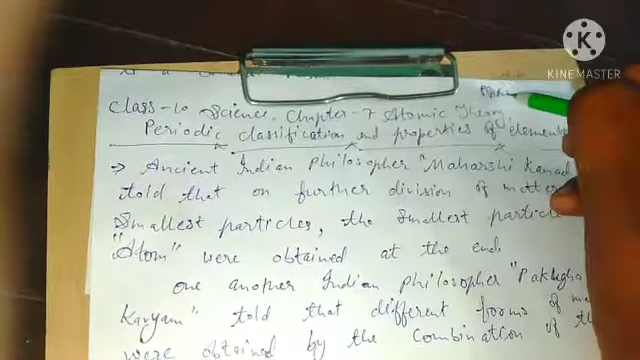 KINEMASTER
Class-10 Science, Chapter-7 Atomic Theory,
Periodic classification and properties of elements
→ Ancient Indian Philosopher "Maharshi Kanad
told that on further division of matter
Smallest particles, the smallest particle
"Atom" were obtained at the end.
one another Indian philosopher "Pakugha
Karyam" told that different forms of
were obtained by the combination of